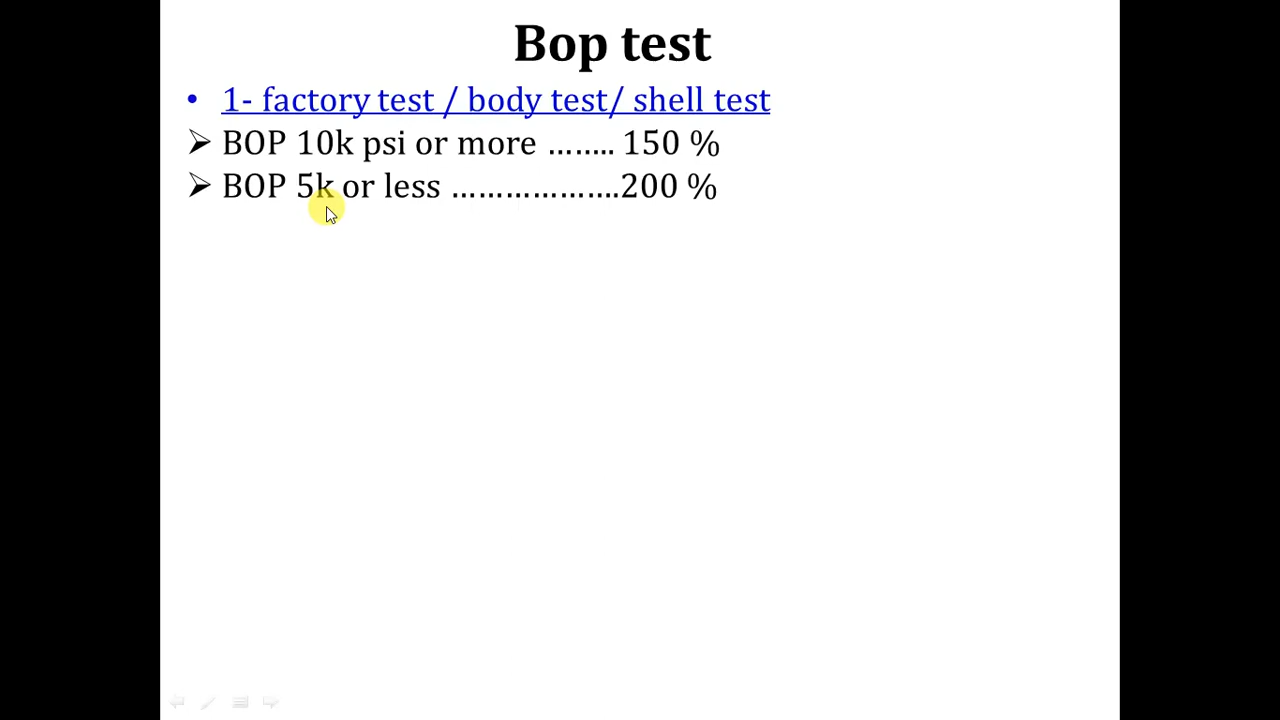 Bop test
• 1- factory test / body test/ shell test
➢ BOP 10k psi or more …….. 150 %
➢ BOP 5k or less ……………….200 %